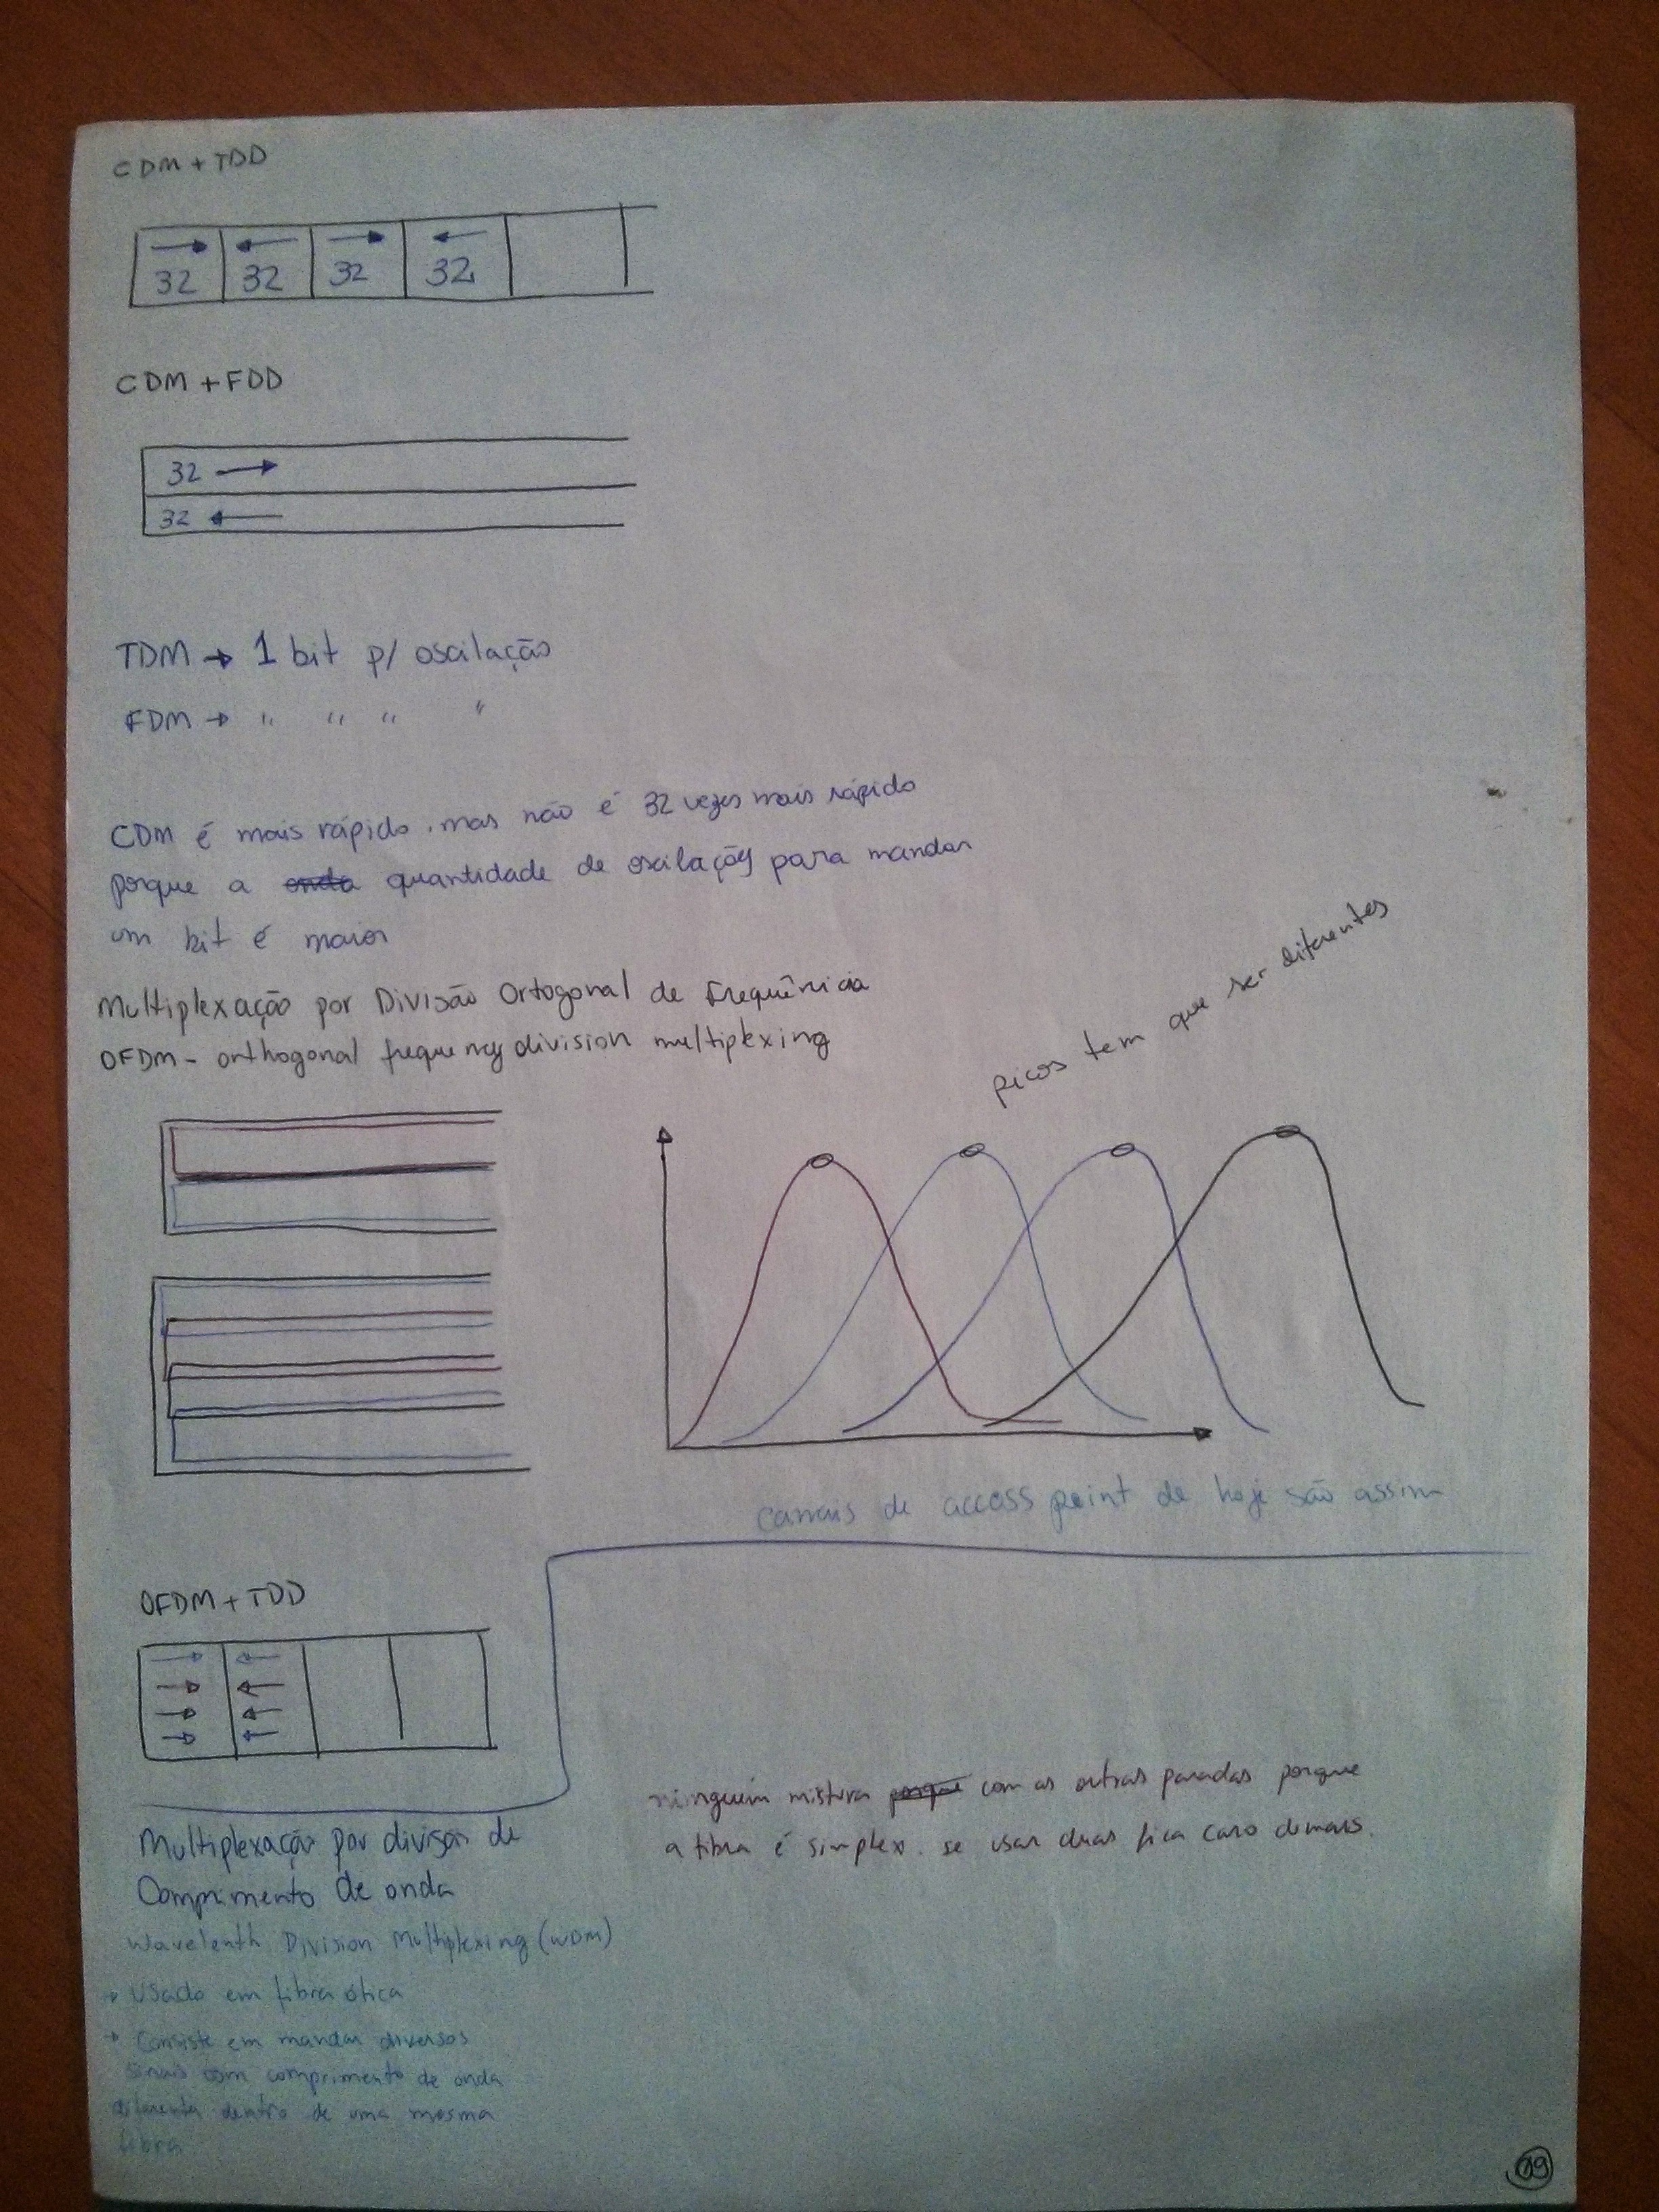 CDM + TDD
32 32 32 32
CDM + FDD
32
32
TDM → 1 bit p/ oscilação
FDM → " " " "
CDM é mais rápido, mas não é 32 vezes mais rápido
porque a onda quantidade de oscilações para mandar
um bit é maior
Multiplexação por Divisão Ortogonal de Frequência
OFDM - orthogonal frequency division multiplexing
picos tem que ser diferentes
canais de access point de hoje são assim
OFDM + TDD
ninguém mistura porque com as outras paradas porque
a fibra é simplex. se usar duas fica caro demais.
Multiplexação por divisão de
Comprimento de onda
Wavelenth Division Multiplexing (WDM)
→ Usado em fibra ótica
→ Consiste em mandar diversos
sinais com comprimento de onda
diferente dentro de uma mesma
fibra
19